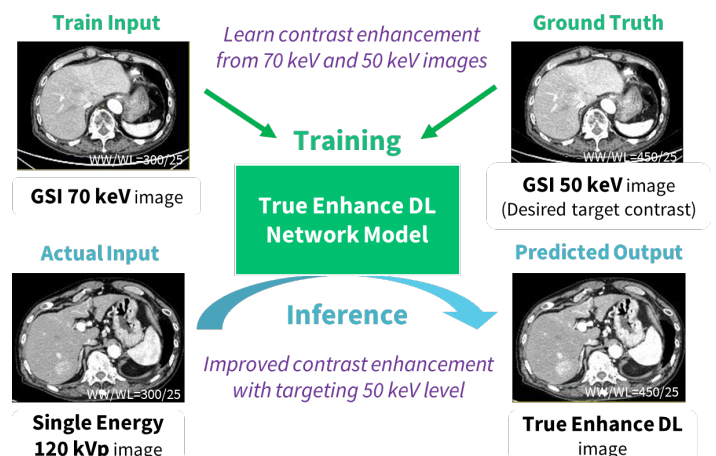 Train Input
Learn contrast enhancement
from 70 keV and 50 keV images
Ground Truth
WW/WL=300/25
WW/WL=450/25
Training
GSI 70 keV image
GSI 50 keV image
(Desired target contrast)
True Enhance DL
Network Model
Actual Input
Predicted Output
Inference
WW/WL=300/25
WW/WL=450/25
Improved contrast enhancement
with targeting 50 keV level
Single Energy
120 kVp image
True Enhance DL
image